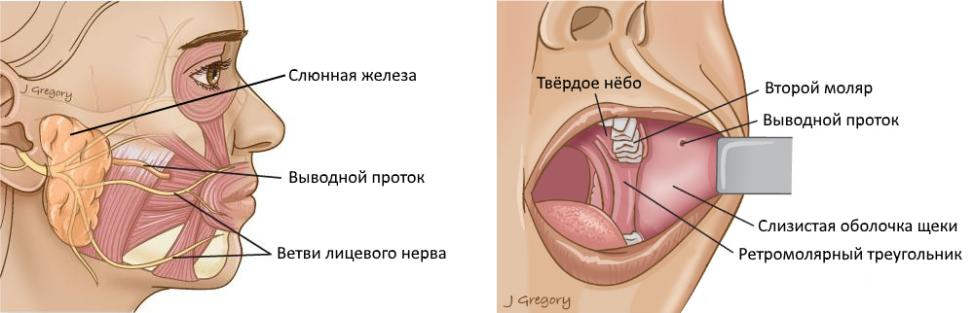 J Gregory
Слюнная железа
Выводной проток
Ветви лицевого нерва
Твёрдое нёбо
Второй моляр
Выводной проток
Слизистая оболочка щеки
Ретромолярный треугольник
J Gregory